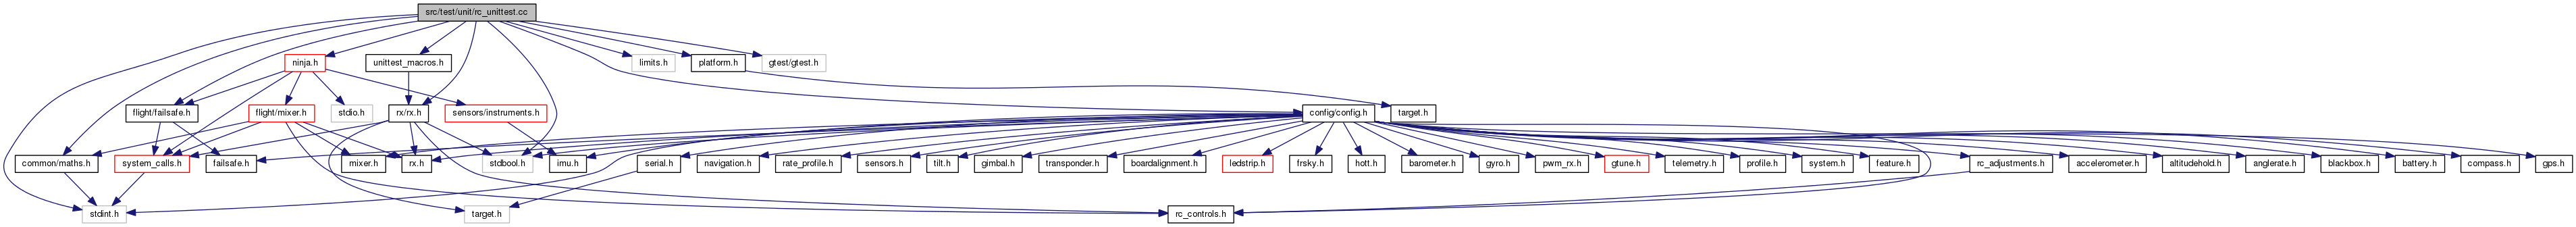 src/test/unit/rc_unittest.cc
ninja.h
unittest_macros.h
limits.h
platform.h
gtest/gtest.h
flight/failsafe.h
flight/mixer.h
stdio.h
rx/rx.h
sensors/instruments.h
config/config.h
target.h
common/maths.h
system_calls.h
failsafe.h
mixer.h
rx.h
stdbool.h
imu.h
serial.h
navigation.h
rate_profile.h
sensors.h
tilt.h
gimbal.h
transponder.h
boardalignment.h
ledstrip.h
frsky.h
hott.h
barometer.h
gyro.h
pwm_rx.h
gtune.h
telemetry.h
profile.h
system.h
feature.h
rc_adjustments.h
accelerometer.h
altitudehold.h
anglerate.h
blackbox.h
battery.h
compass.h
gps.h
stdint.h
target.h
rc_controls.h